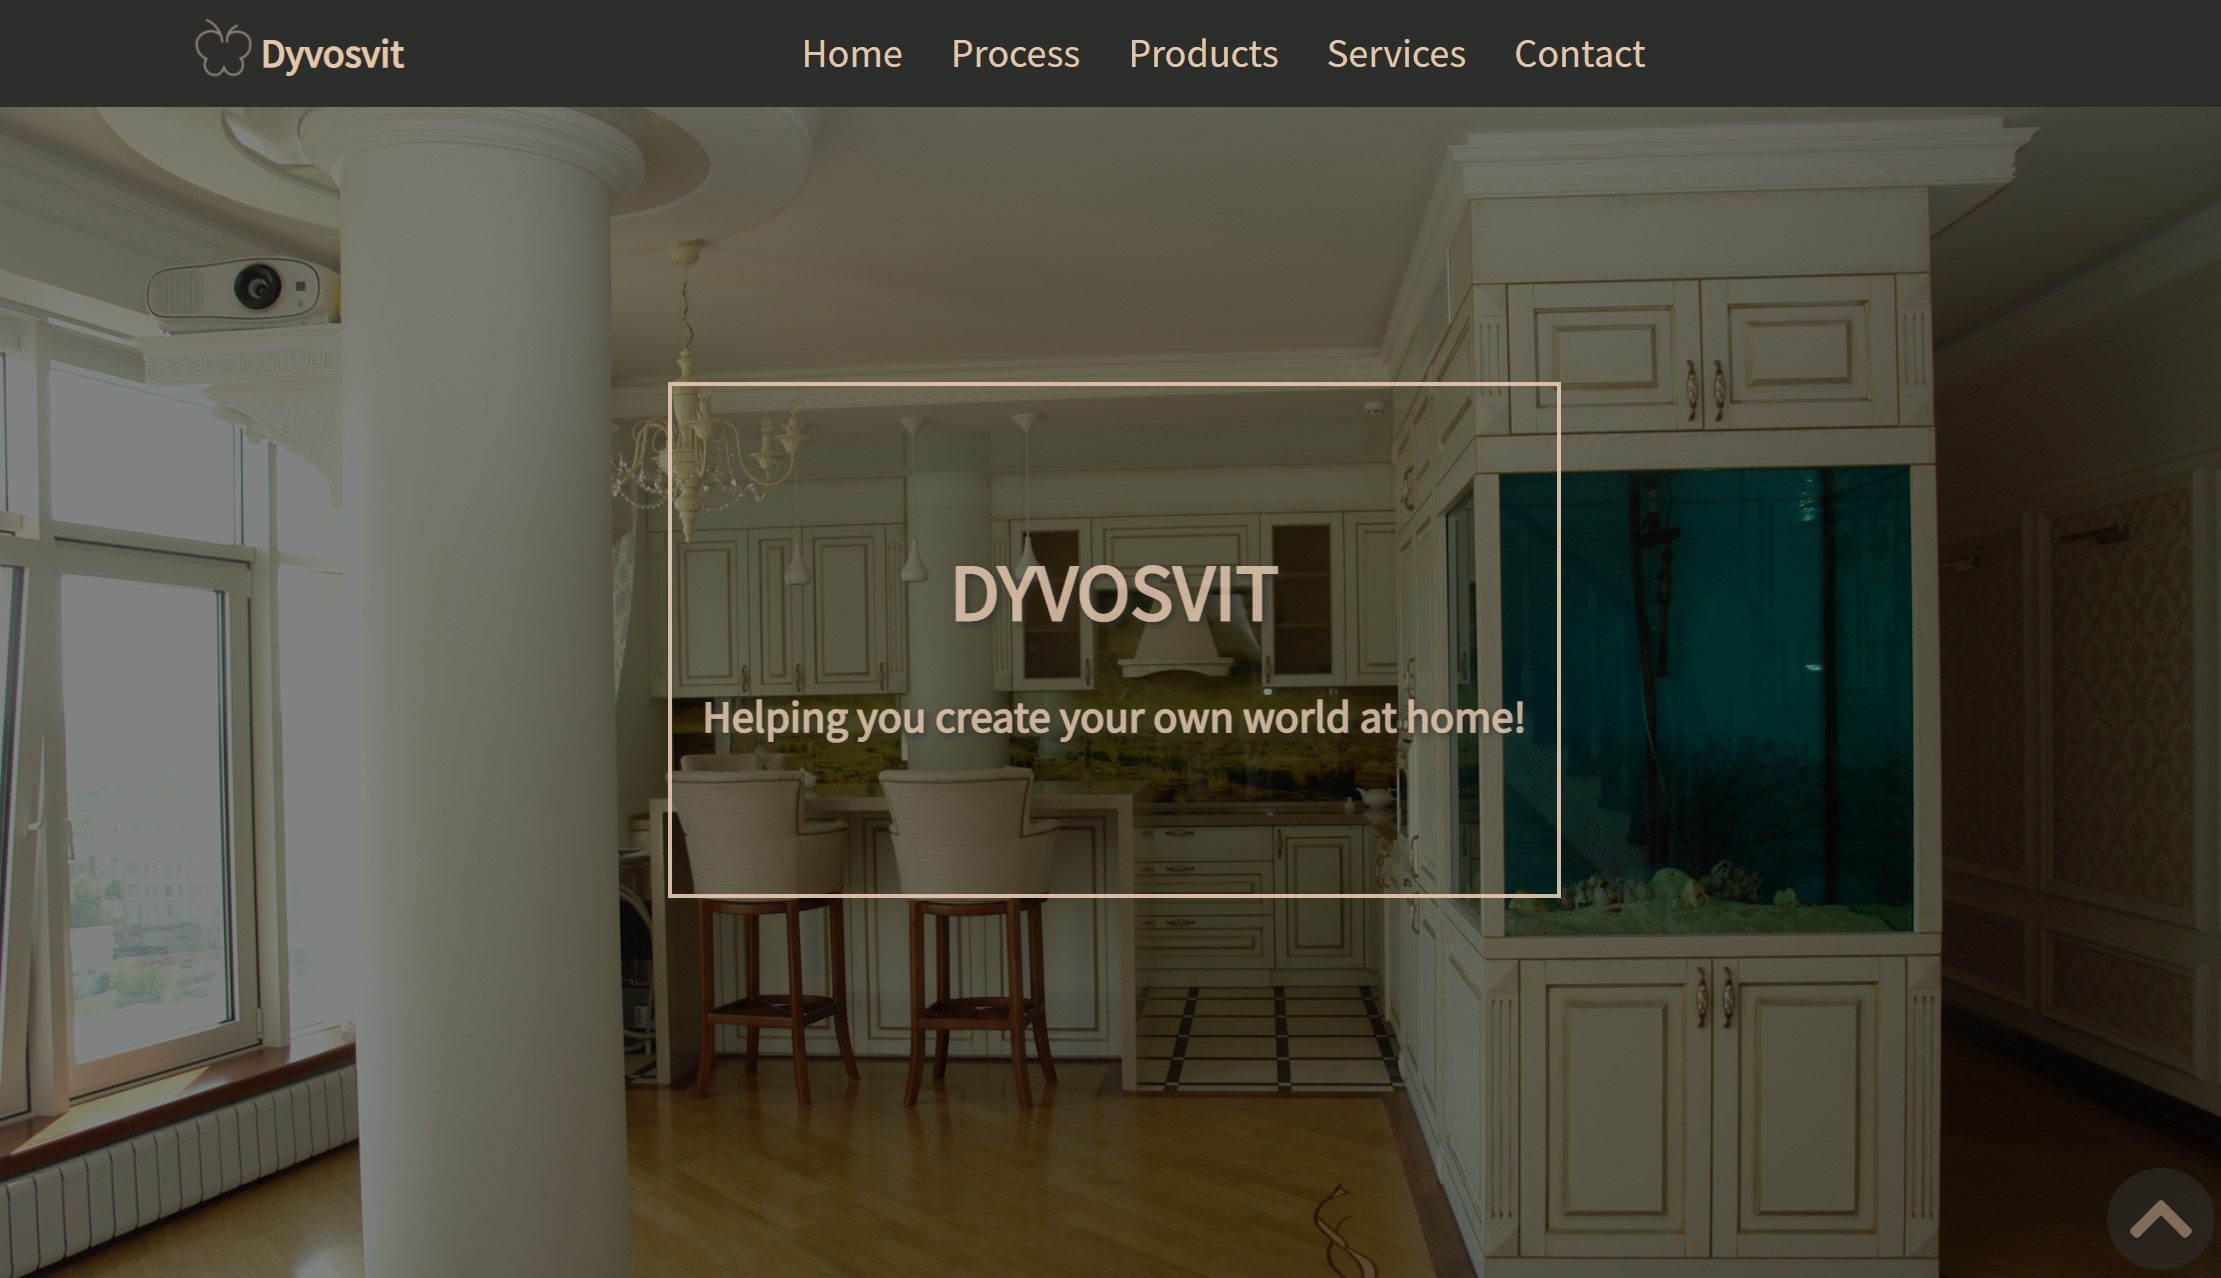 Dyvosvit
Home Process Products Services Contact
DYVOSVIT
Helping you create your own world at home!